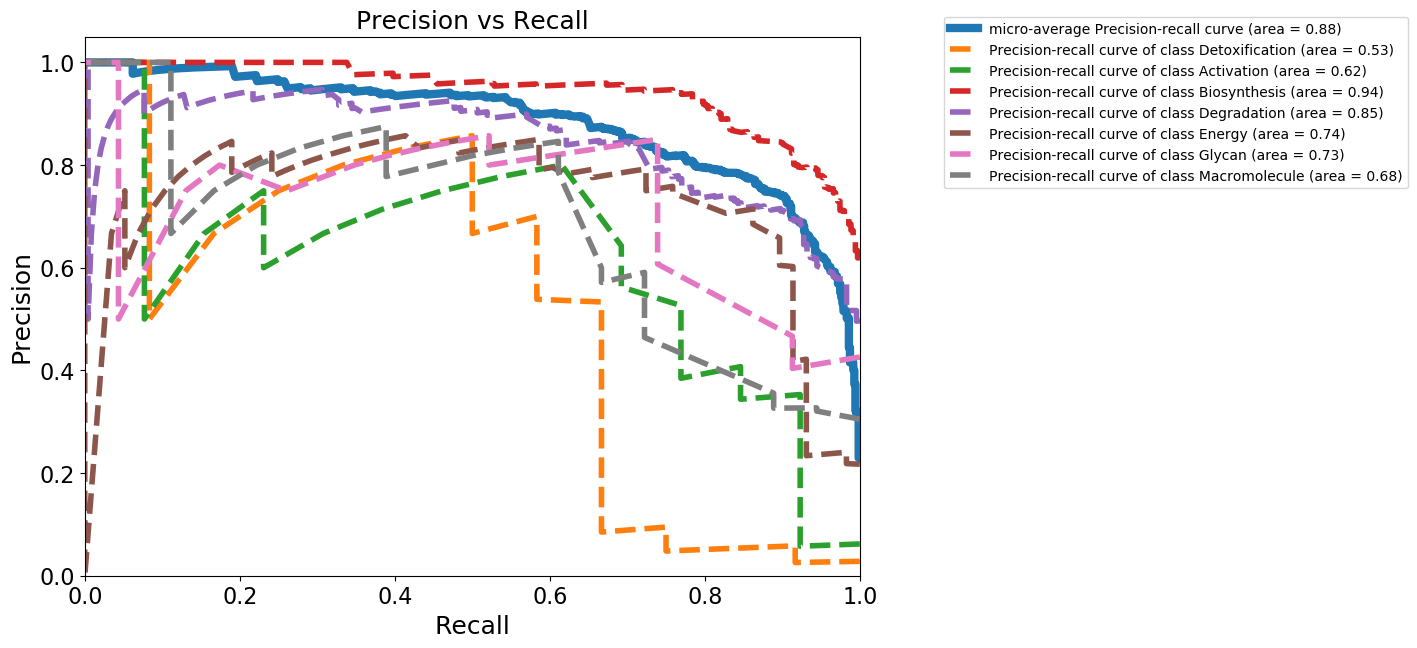 Precision vs Recall
1.0
0.8
0.6
0.4
0.2
0.0
Precision
0.0 0.2 0.4 0.6 0.8 1.0
Recall
micro-average Precision-recall curve (area = 0.88)
Precision-recall curve of class Detoxification (area = 0.53)
Precision-recall curve of class Activation (area = 0.62)
Precision-recall curve of class Biosynthesis (area = 0.94)
Precision-recall curve of class Degradation (area = 0.85)
Precision-recall curve of class Energy (area = 0.74)
Precision-recall curve of class Glycan (area = 0.73)
Precision-recall curve of class Macromolecule (area = 0.68)